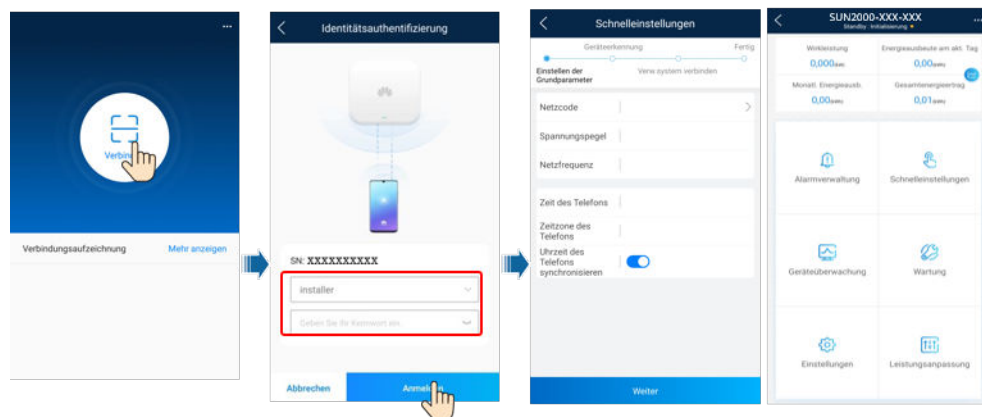 Verbin
Verbindungsaufzeichnung
Mehr anzeigen
Identitätsauthentifizierung
SN: XXXXXXXXXX
installer
Geben Sie Ihr Kennwort ein
Abbrechen
Anmelden
Schnelleinstellungen
Geräteerkennung
Fertig
Einstellen der
Grundparameter
Verw.system verbinden
Netzcode
Spannungspegel
Netzfrequenz
Zeit des Telefons
Zeitzone des
Telefons
Uhrzeit des
Telefons
synchronisieren
Weiter
SUN2000-XXX-XXX
Standby : Initialisierung
Wirkleistung
Energieausbeute am akt. Tag
0,000
0,00
Monatl. Energieausb.
Gesamtenergieertrag
0,00
0,01
Alarmverwaltung
Schnelleinstellungen
Geräteüberwachung
Wartung
Einstellungen
Leistungsanpassung